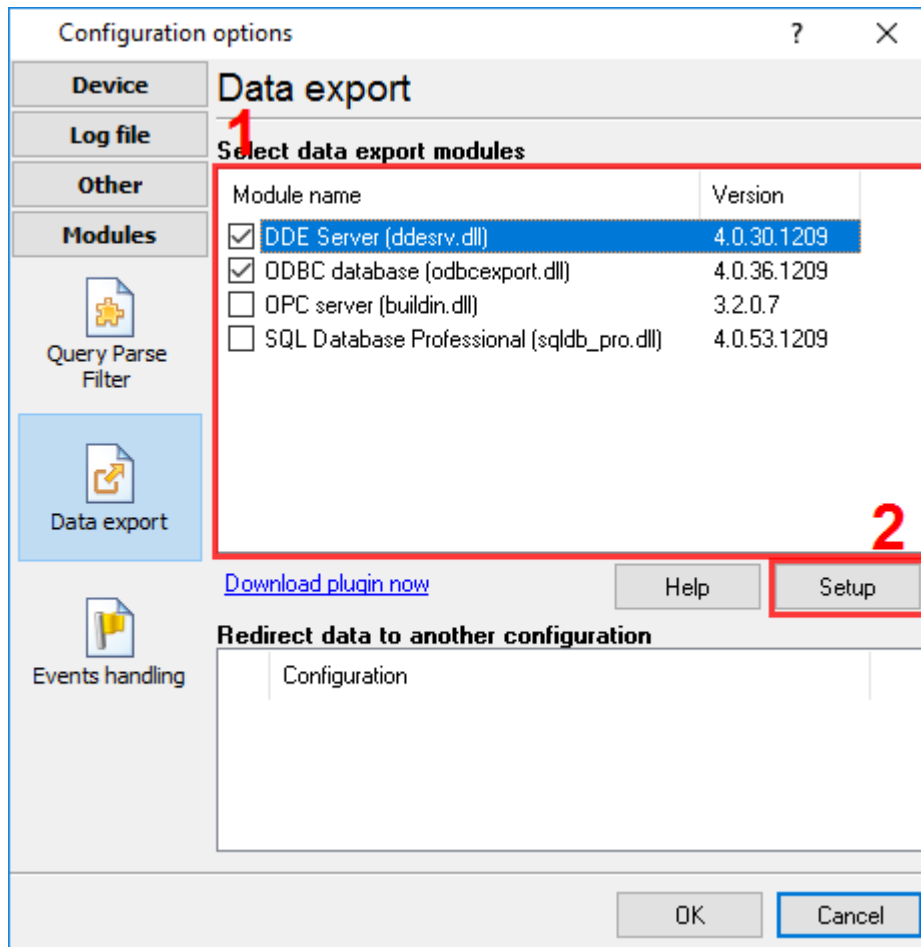 Configuration options
?
Device
Log file
Other
Modules
Query Parse
Filter
Data export
Events handling
Data export
1
Select data export modules
Module name Version
DDE Server (ddesrv.dll) 4.0.30.1209
ODBC database (odbcexport.dll) 4.0.36.1209
OPC server (buildin.dll) 3.2.0.7
SQL Database Professional (sqldb_pro.dll) 4.0.53.1209
2
Download plugin now Help Setup
Redirect data to another configuration
Configuration
OK Cancel